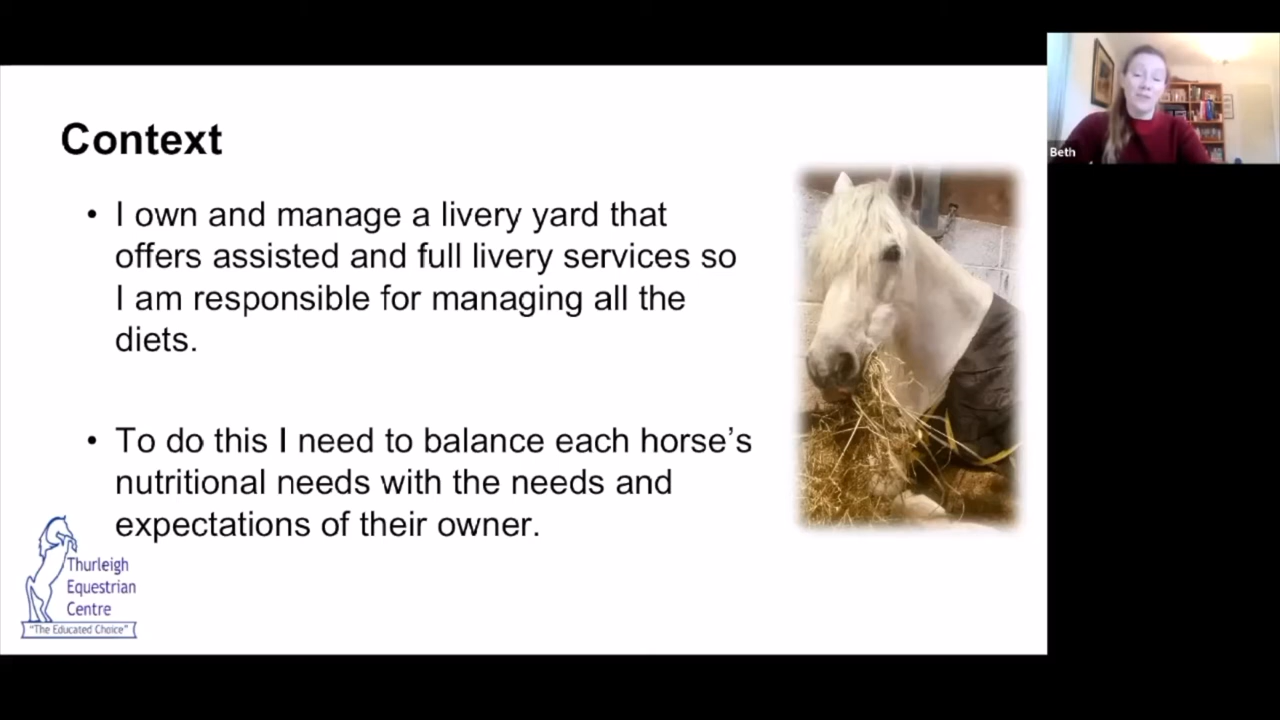 Context
• I own and manage a livery yard that
offers assisted and full livery services so
I am responsible for managing all the
diets.
• To do this I need to balance each horse’s
nutritional needs with the needs and
expectations of their owner.
Thurleigh
Equestrian
Centre
"The Educated Choice"
Beth